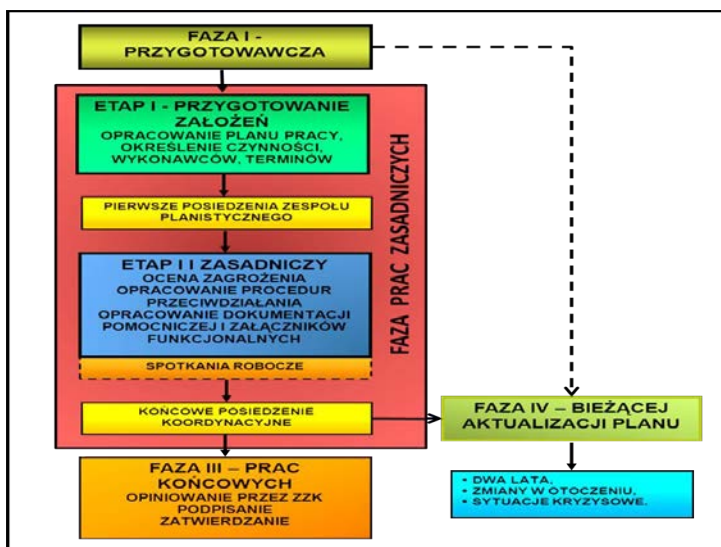 FAZA I -
PRZYGOTOWAWCZA
ETAP I - PRZYGOTOWANIE
ZAŁOŻEŃ
OPRACOWANIE PLANU PRACY,
OKREŚLENIE CZYNNOŚCI,
WYKONAWCÓW, TERMINÓW
PIERWSZE POSIEDZENIA ZESPOŁU
PLANISTYCZNEGO
ETAP I I ZASADNICZY
OCENA ZAGROŻENIA
OPRACOWANIE PROCEDUR
PRZECIWDZIAŁANIA
OPRACOWANIE DOKUMENTACJI
POMOCNICZEJ I ZAŁĄCZNIKÓW
FUNKCJONALNYCH
SPOTKANIA ROBOCZE
KOŃCOWE POSIEDZENIE
KOORDYNACYJNE
FAZA PRAC ZASADNICZYCH
FAZA III – PRAC
KOŃCOWYCH
OPINIOWANIE PRZEZ ZZK
PODPISANIE
ZATWIERDZANIE
FAZA IV – BIEŻĄCEJ
AKTUALIZACJI PLANU
• DWA LATA,
• ZMIANY W OTOCZENIU,
• SYTUACJE KRYZYSOWE.